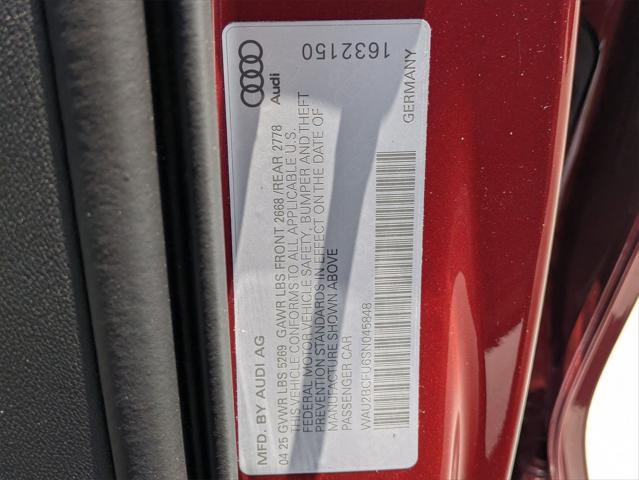 Audi
1632150
GERMANY
MFD. BY AUDI AG
04 25 GVWR LBS 5269 GAWR LBS FRONT 2668 /REAR 2778
THIS VEHICLE CONFORMS TO ALL APPLICABLE U.S.
FEDERAL MOTOR VEHICLE SAFETY, BUMPER AND THEFT
PREVENTION STANDARDS IN EFFECT ON THE DATE OF
MANUFACTURE SHOWN ABOVE
PASSENGER CAR
WAU2BCFU6SN045848